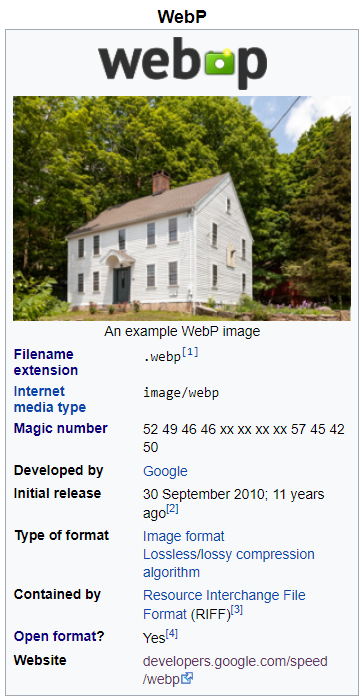 WebP
webp
An example WebP image
Filename
extension
.webp[1]
Internet
media type
image/webp
Magic number
52 49 46 46 xx xx xx xx 57 45 42
50
Developed by
Google
Initial release
30 September 2010; 11 years
ago[2]
Type of format
Image format
Lossless/lossy compression
algorithm
Contained by
Resource Interchange File
Format (RIFF)[3]
Open format?
Yes[4]
Website
developers.google.com/speed
/webp